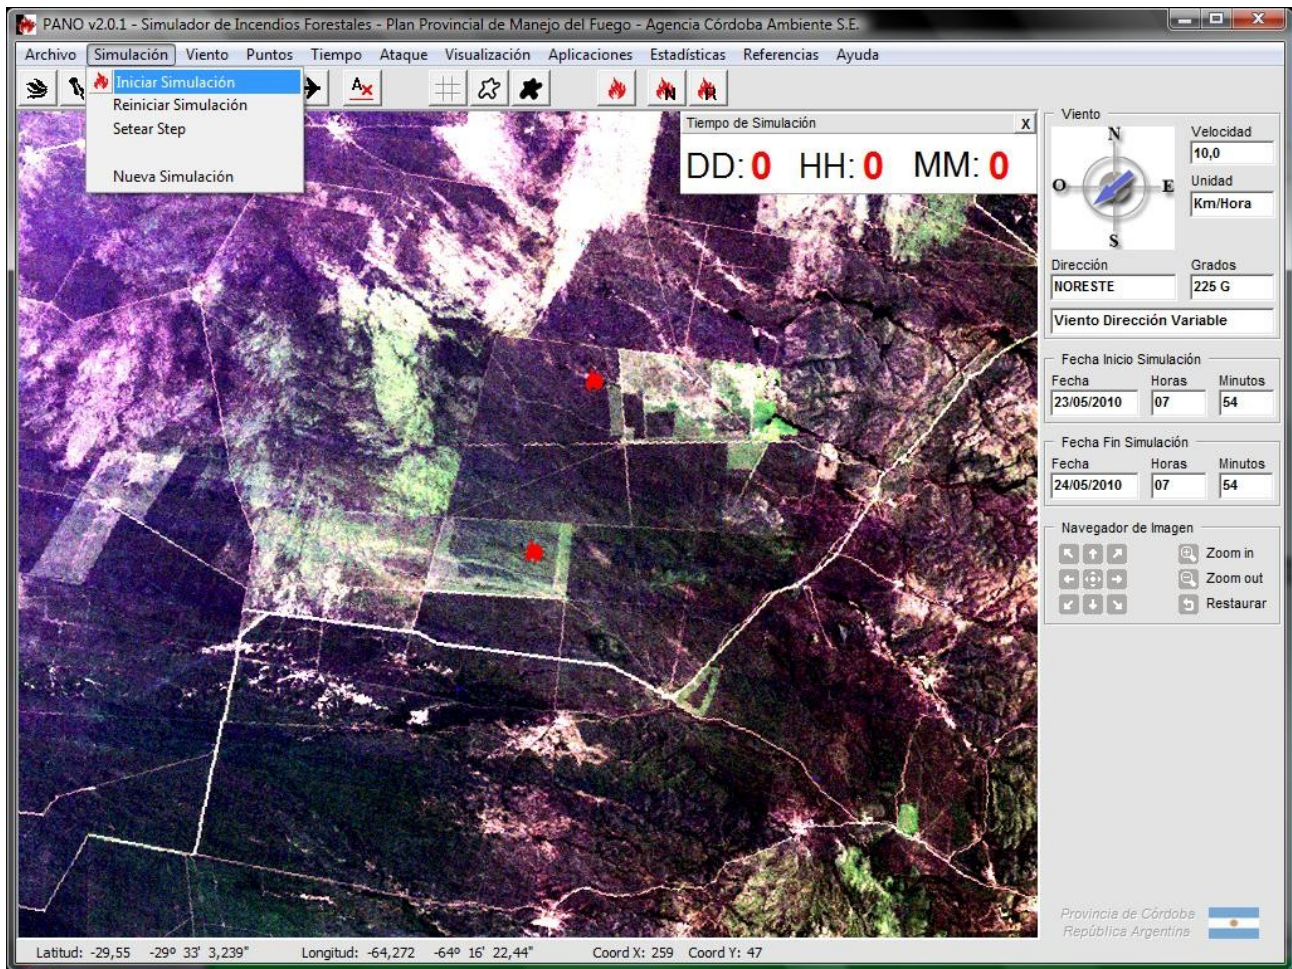 PANO v2.0.1 - Simulador de Incendios Forestales - Plan Provincial de Manejo del Fuego - Agencia Córdoba Ambiente S.E.
Archivo Simulación Viento Puntos Tiempo Ataque Visualización Aplicaciones Estadísticas Referencias Ayuda
Iniciar Simulación
Reiniciar Simulación
Setear Step
Nueva Simulación
A x
N
R
Tiempo de Simulación X
DD: 0 HH: 0 MM: 0
Viento
N
O E
S
Velocidad
10,0
Unidad
Km/Hora
Dirección Grados
NORESTE 225 G
Viento Dirección Variable
Fecha Inicio Simulación
Fecha Horas Minutos
23/05/2010 07 54
Fecha Fin Simulación
Fecha Horas Minutos
24/05/2010 07 54
Navegador de Imagen
Zoom in
Zoom out
Restaurar
Provincia de Córdoba
República Argentina
Latitud: -29,55 -29º 33' 3,239" Longitud: -64,272 -64º 16' 22,44" Coord X: 259 Coord Y: 47